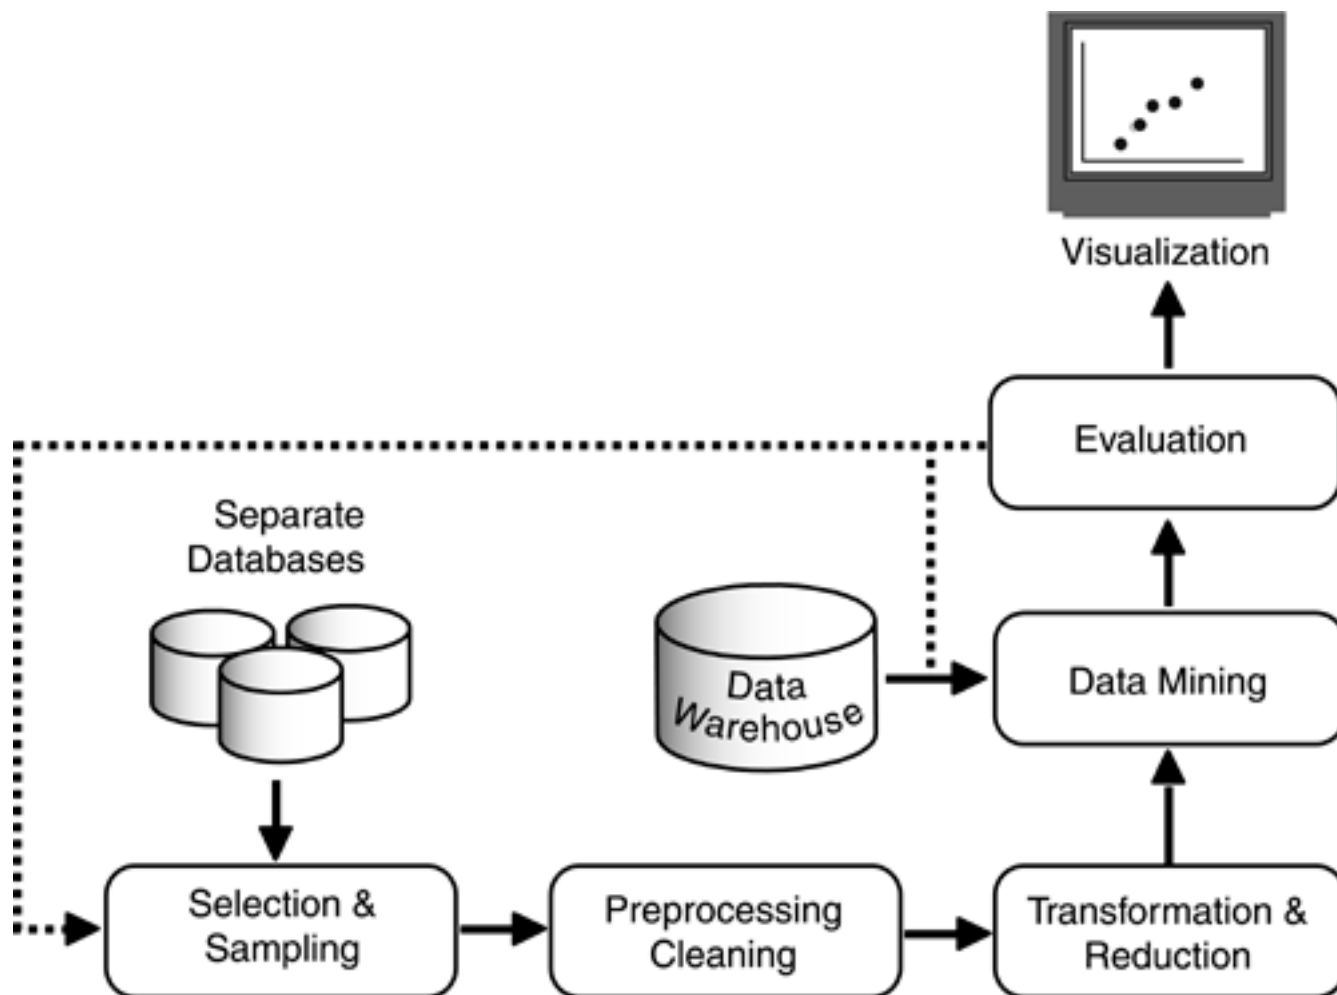 Visualization
Evaluation
Separate
Databases
Data
Warehouse
Data Mining
Selection &
Sampling
Preprocessing
Cleaning
Transformation &
Reduction